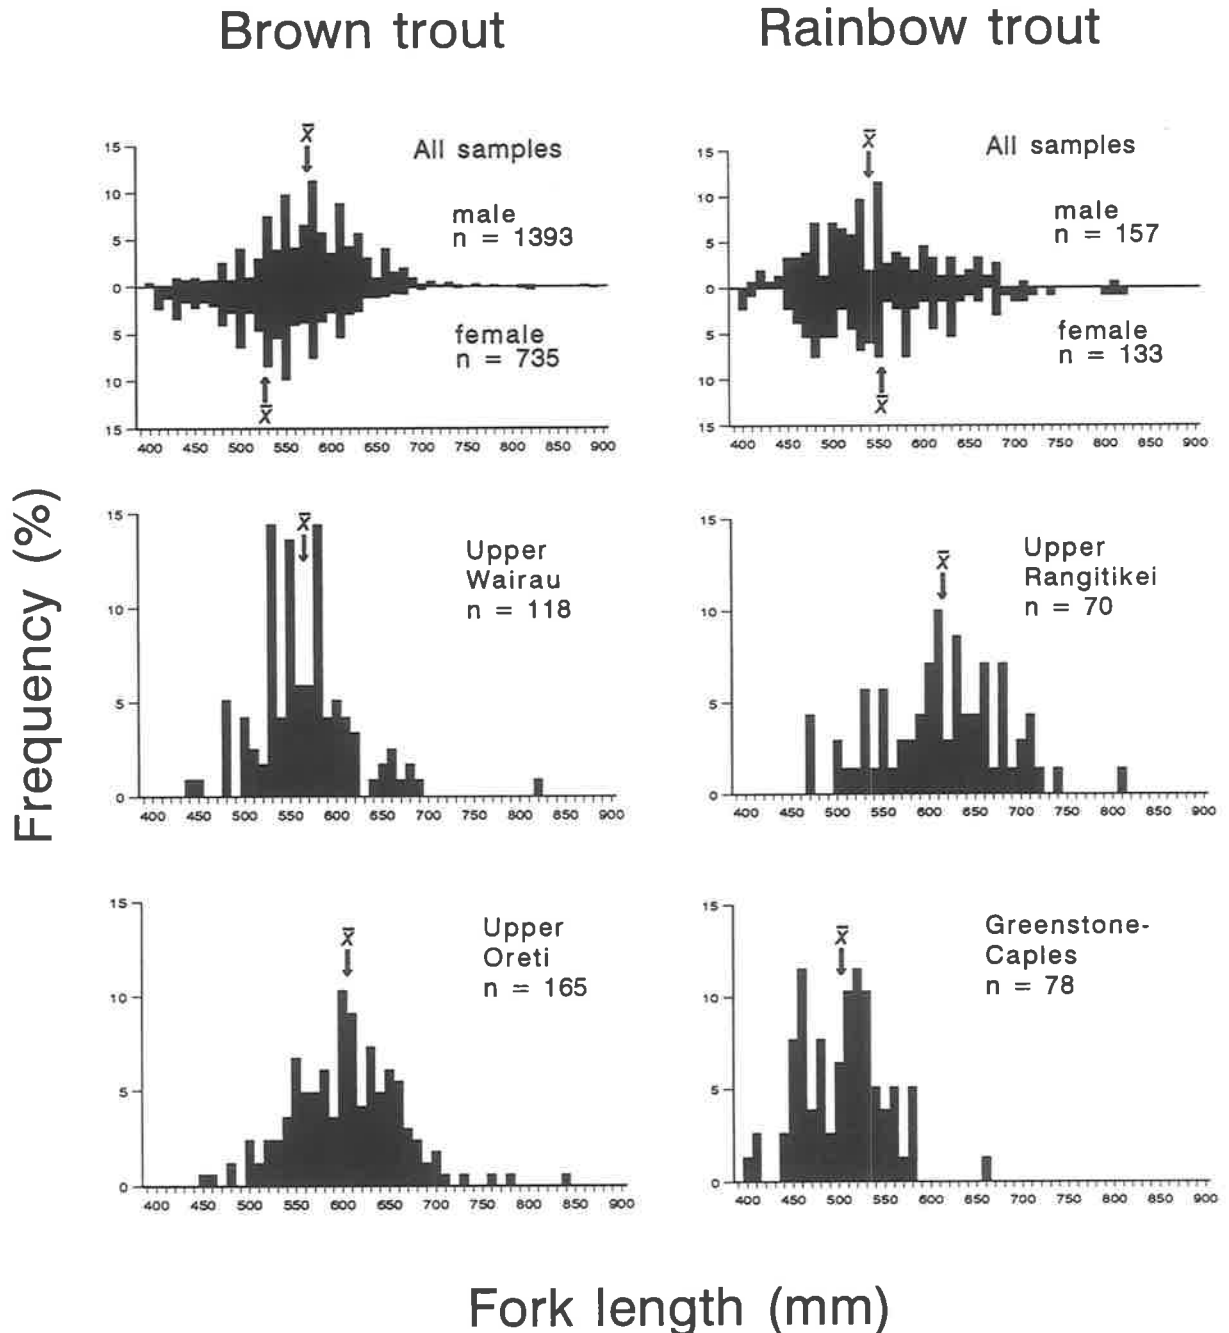 Brown trout
Rainbow trout
Frequency (%)
x̄
All samples
male
n = 1393
female
n = 735
x̄
15
10
5
0
5
10
15
400 450 500 550 600 650 700 750 800 850 900
x̄
All samples
male
n = 157
female
n = 133
x̄
15
10
5
0
5
10
15
400 450 500 550 600 650 700 750 800 850 900
x̄
Upper
Wairau
n = 118
15
10
5
0
400 450 500 550 600 650 700 750 800 850 900
x̄
Upper
Rangitikei
n = 70
15
10
5
0
400 450 500 550 600 650 700 750 800 850 900
x̄
Upper
Oreti
n = 165
15
10
5
0
400 450 500 550 600 650 700 750 800 850 900
x̄
Greenstone-
Caples
n = 78
15
10
5
0
400 450 500 550 600 650 700 750 800 850 900
Fork length (mm)